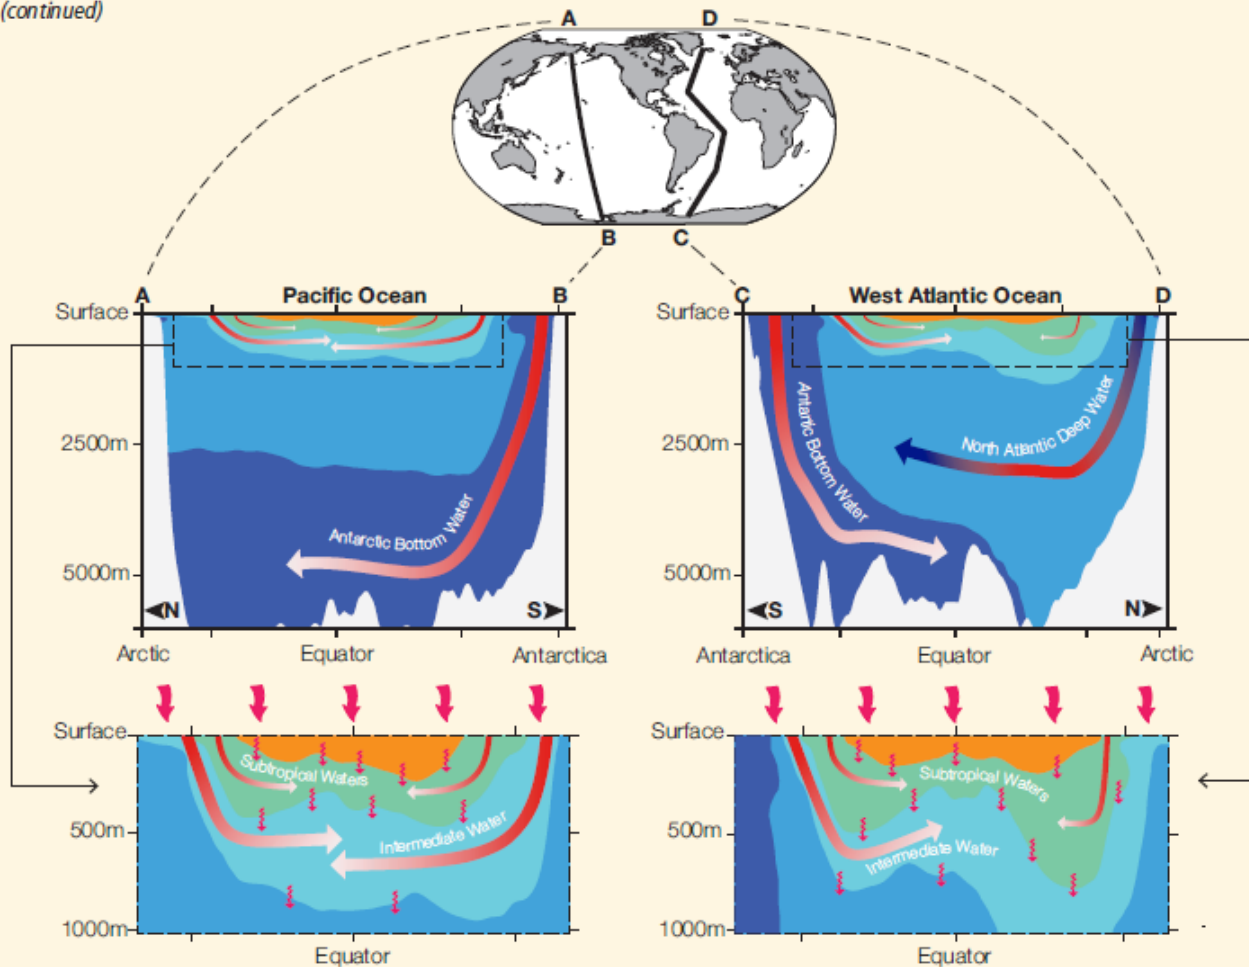 (continued)
A D
B C
A Pacific Ocean B
Surface
2500m
5000m
Antarctic Bottom Water
N S
Arctic Equator Antarctica
C West Atlantic Ocean D
Surface
2500m
5000m
Antarctic Bottom Water
North Atlantic Deep Water
S N
Antarctica Equator Arctic
Surface
500m
1000m
Subtropical Waters
Intermediate Water
Equator
Surface
500m
1000m
Subtropical Waters
Intermediate Water
Equator